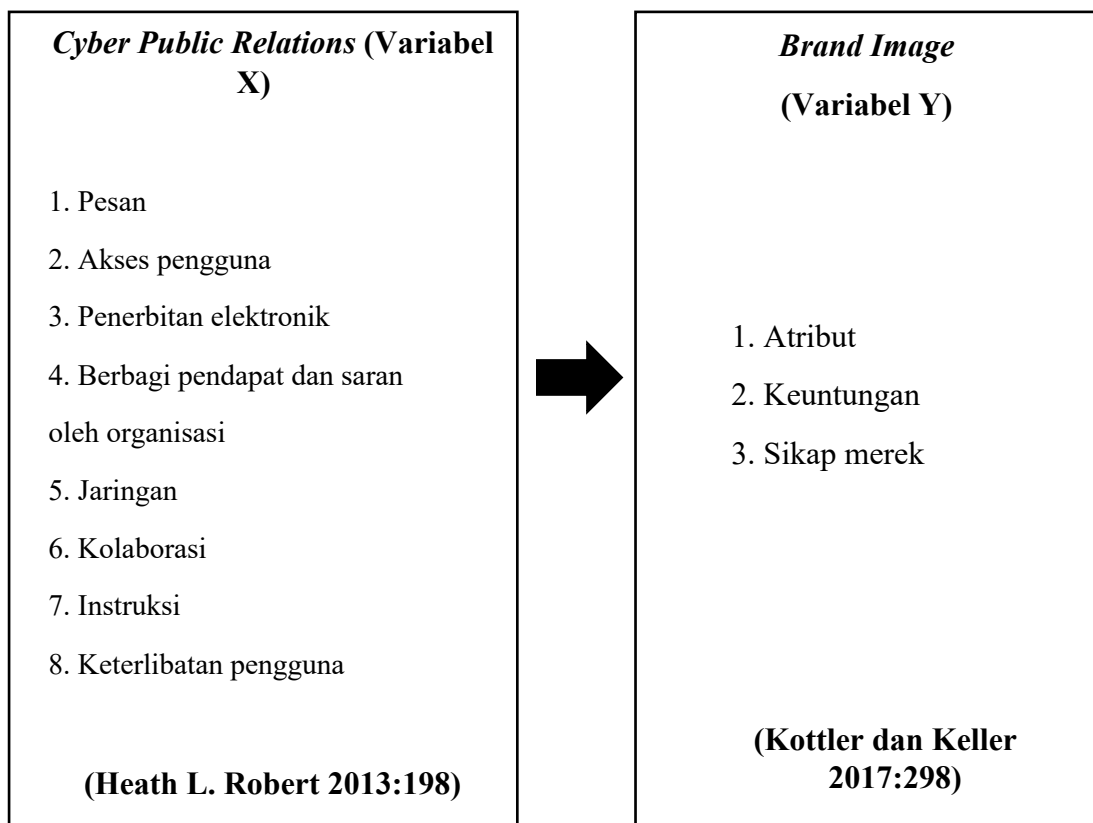 Cyber Public Relations (Variabel
X)
1. Pesan
2. Akses pengguna
3. Penerbitan elektronik
4. Berbagi pendapat dan saran
oleh organisasi
5. Jaringan
6. Kolaborasi
7. Instruksi
8. Keterlibatan pengguna
(Heath L. Robert 2013:198)
Brand Image
(Variabel Y)
1. Atribut
2. Keuntungan
3. Sikap merek
(Kottler dan Keller
2017:298)